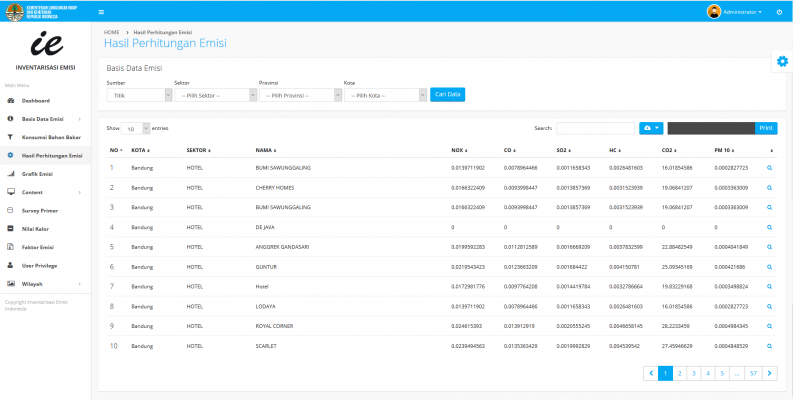 KEMENTERIAN LINGKUNGAN HIDUP
DAN KEHUTANAN
REPUBLIK INDONESIA
Administrator
ie
INVENTARISASI EMISI
Main Menu
Dashboard
Basis Data Emisi
Konsumsi Bahan Bakar
Hasil Perhitungan Emisi
Grafik Emisi
Content
Survey Primer
Nilai Kalor
Faktor Emisi
User Privilege
Wilayah
Copyright Inventarisasi Emisi
Indonesia
HOME > Hasil Perhitungan Emisi
Hasil Perhitungan Emisi
Basis Data Emisi
Sumber Sektor Provinsi Kota
Titik -- Pilih Sektor -- -- Pilih Provinsi -- -- Pilih Kota -- Cari Data
Show 10 entries Search: Print
NO KOTA SEKTOR NAMA NOX CO SO2 HC CO2 PM 10
1 Bandung HOTEL BUMI SAWUNGGALING 0.0139711902 0.0078964466 0.0011658343 0.0026481603 16.01854586 0.0002827723
2 Bandung HOTEL CHERRY HOMES 0.0166322409 0.0093998447 0.0013857369 0.0031523939 19.06841207 0.0003363009
3 Bandung HOTEL BUMI SAWUNGGALING 0.0166322409 0.0093998447 0.0013857369 0.0031523939 19.06841207 0.0003363009
4 Bandung HOTEL DE JAVA 0 0 0 0 0 0
5 Bandung HOTEL ANGGREK GANDASARI 0.0199592283 0.0112812589 0.0016669209 0.0037832599 22.88482549 0.0004041849
6 Bandung HOTEL GUNTUR 0.0219543423 0.0123663209 0.001684422 0.004150781 25.09345169 0.000421686
7 Bandung HOTEL Hotel 0.0172981776 0.0097764208 0.0014419784 0.0032786664 19.83229168 0.0003498824
8 Bandung HOTEL LODAYA 0.0139711902 0.0078964466 0.0011658343 0.0026481603 16.01854586 0.0002827723
9 Bandung HOTEL ROYAL CORNER 0.024615393 0.013912919 0.0020555245 0.0046658145 28.2233459 0.0004984345
10 Bandung HOTEL SCARLET 0.0239494563 0.0135363429 0.0019992829 0.004539542 27.45946629 0.0004848529
1 2 3 4 5 ... 57